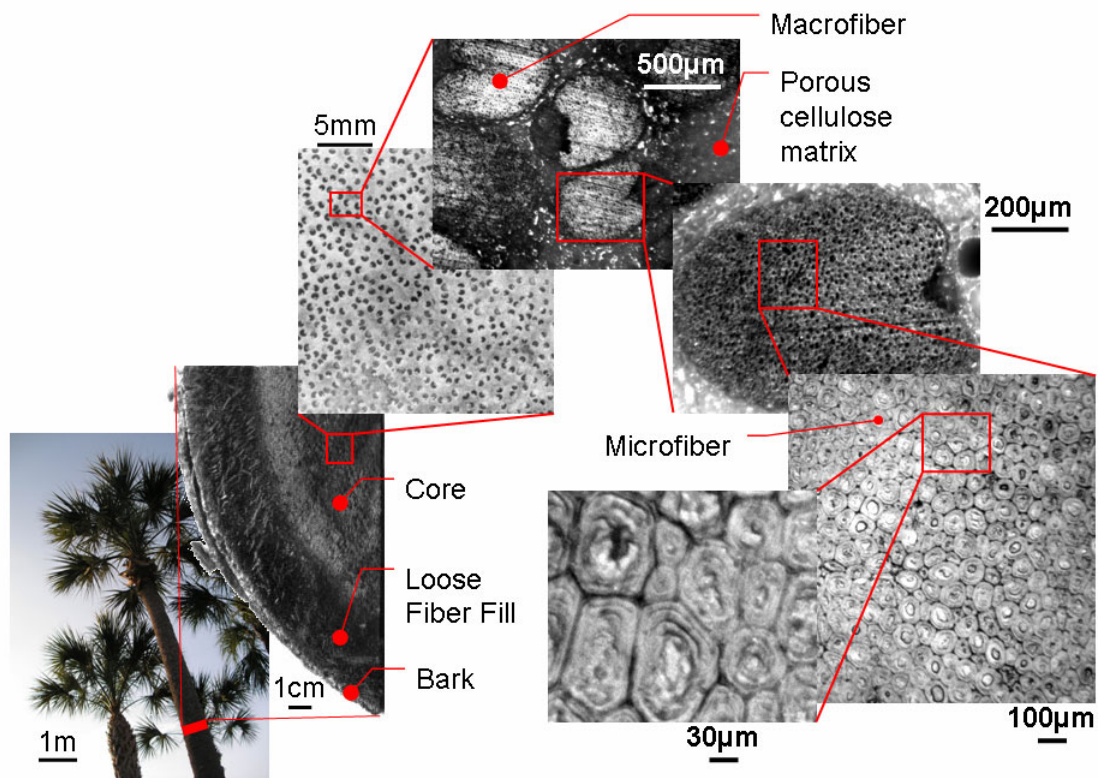 Macrofiber
500µm
Porous
cellulose
matrix
5mm
200µm
Microfiber
Core
Loose
Fiber Fill
Bark
1cm
1m
30µm
100µm